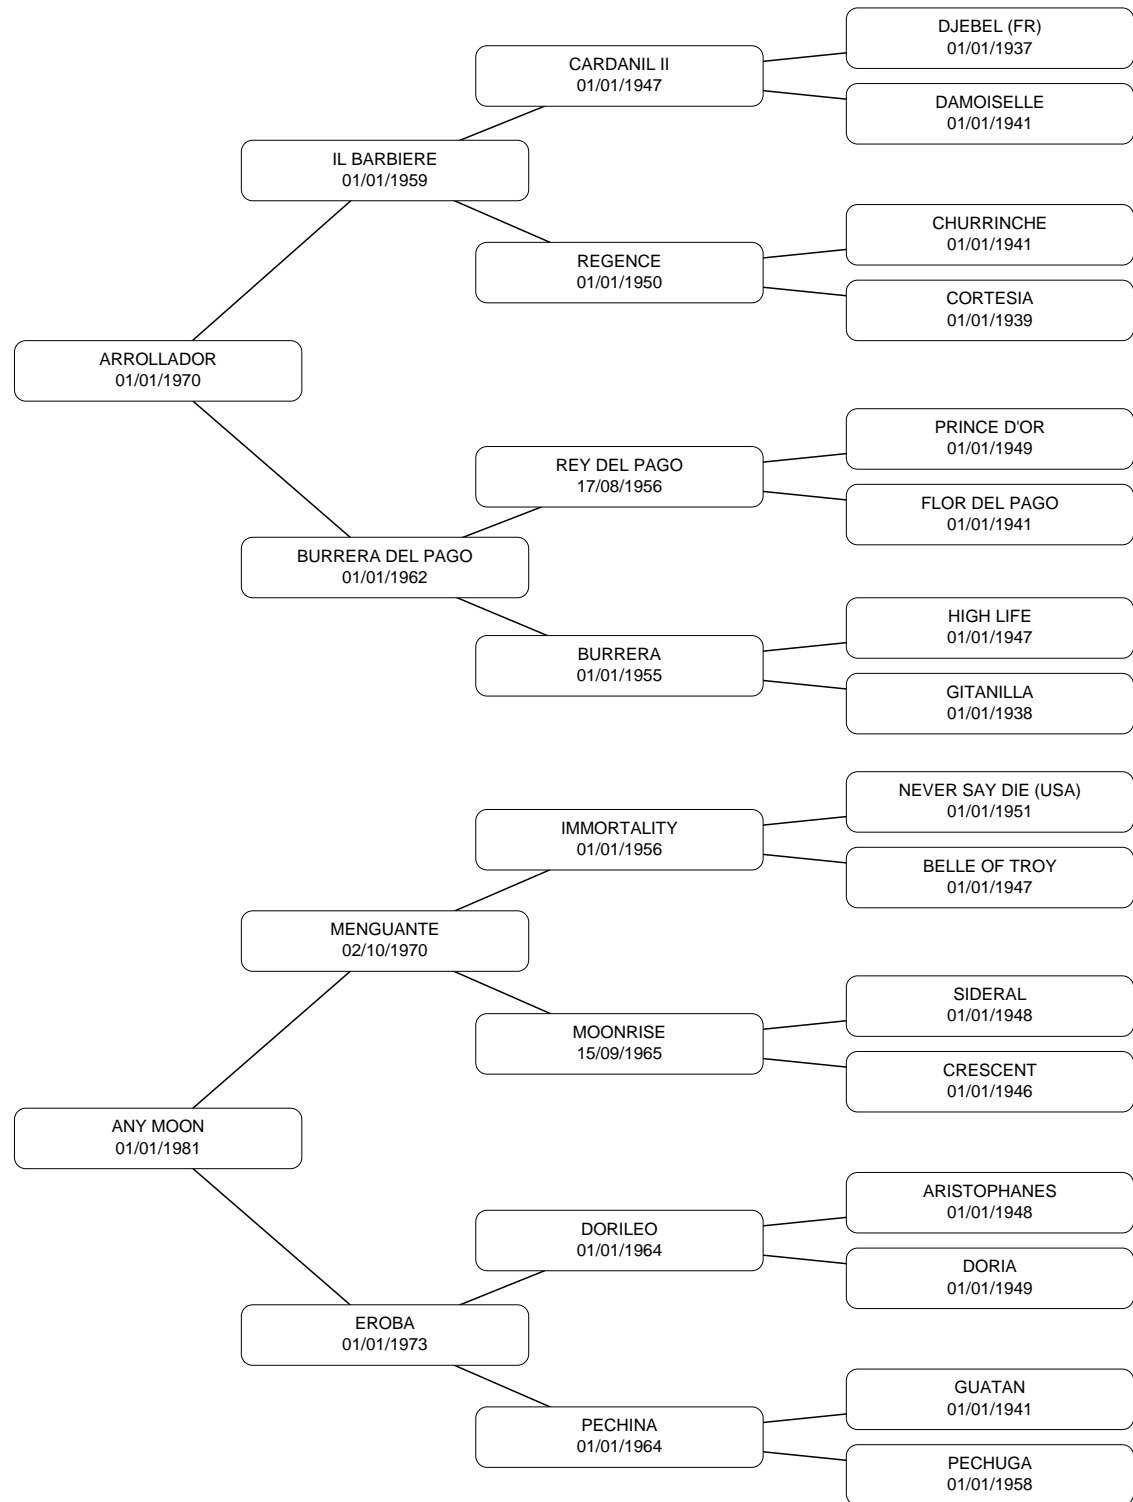 DJEBEL (FR)
01/01/1937
CARDANIL II
01/01/1947
DAMOISELLE
01/01/1941
IL BARBIERE
01/01/1959
CHURRINCHE
01/01/1941
REGENCE
01/01/1950
CORTESIA
01/01/1939
ARROLLADOR
01/01/1970
PRINCE D'OR
01/01/1949
REY DEL PAGO
17/08/1956
FLOR DEL PAGO
01/01/1941
BURRERA DEL PAGO
01/01/1962
HIGH LIFE
01/01/1947
BURRERA
01/01/1955
GITANILLA
01/01/1938
NEVER SAY DIE (USA)
01/01/1951
IMMORTALITY
01/01/1956
BELLE OF TROY
01/01/1947
MENGUANTE
02/10/1970
SIDERAL
01/01/1948
MOONRISE
15/09/1965
CRESCENT
01/01/1946
ANY MOON
01/01/1981
ARISTOPHANES
01/01/1948
DORILEO
01/01/1964
DORIA
01/01/1949
EROBA
01/01/1973
GUATAN
01/01/1941
PECHINA
01/01/1964
PECHUGA
01/01/1958